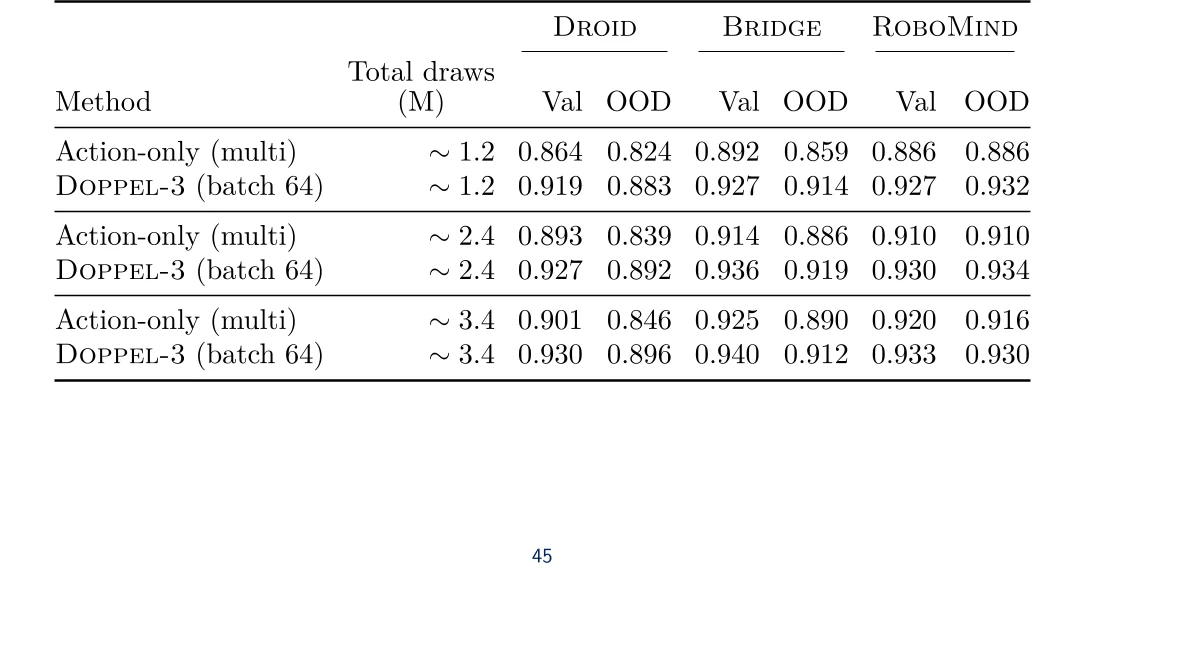 DROID BRIDGE ROBOMIND
Total draws
Method (M) Val OOD Val OOD Val OOD
Action-only (multi) ∼ 1.2 0.864 0.824 0.892 0.859 0.886 0.886
DOPPEL-3 (batch 64) ∼ 1.2 0.919 0.883 0.927 0.914 0.927 0.932
Action-only (multi) ∼ 2.4 0.893 0.839 0.914 0.886 0.910 0.910
DOPPEL-3 (batch 64) ∼ 2.4 0.927 0.892 0.936 0.919 0.930 0.934
Action-only (multi) ∼ 3.4 0.901 0.846 0.925 0.890 0.920 0.916
DOPPEL-3 (batch 64) ∼ 3.4 0.930 0.896 0.940 0.912 0.933 0.930
45